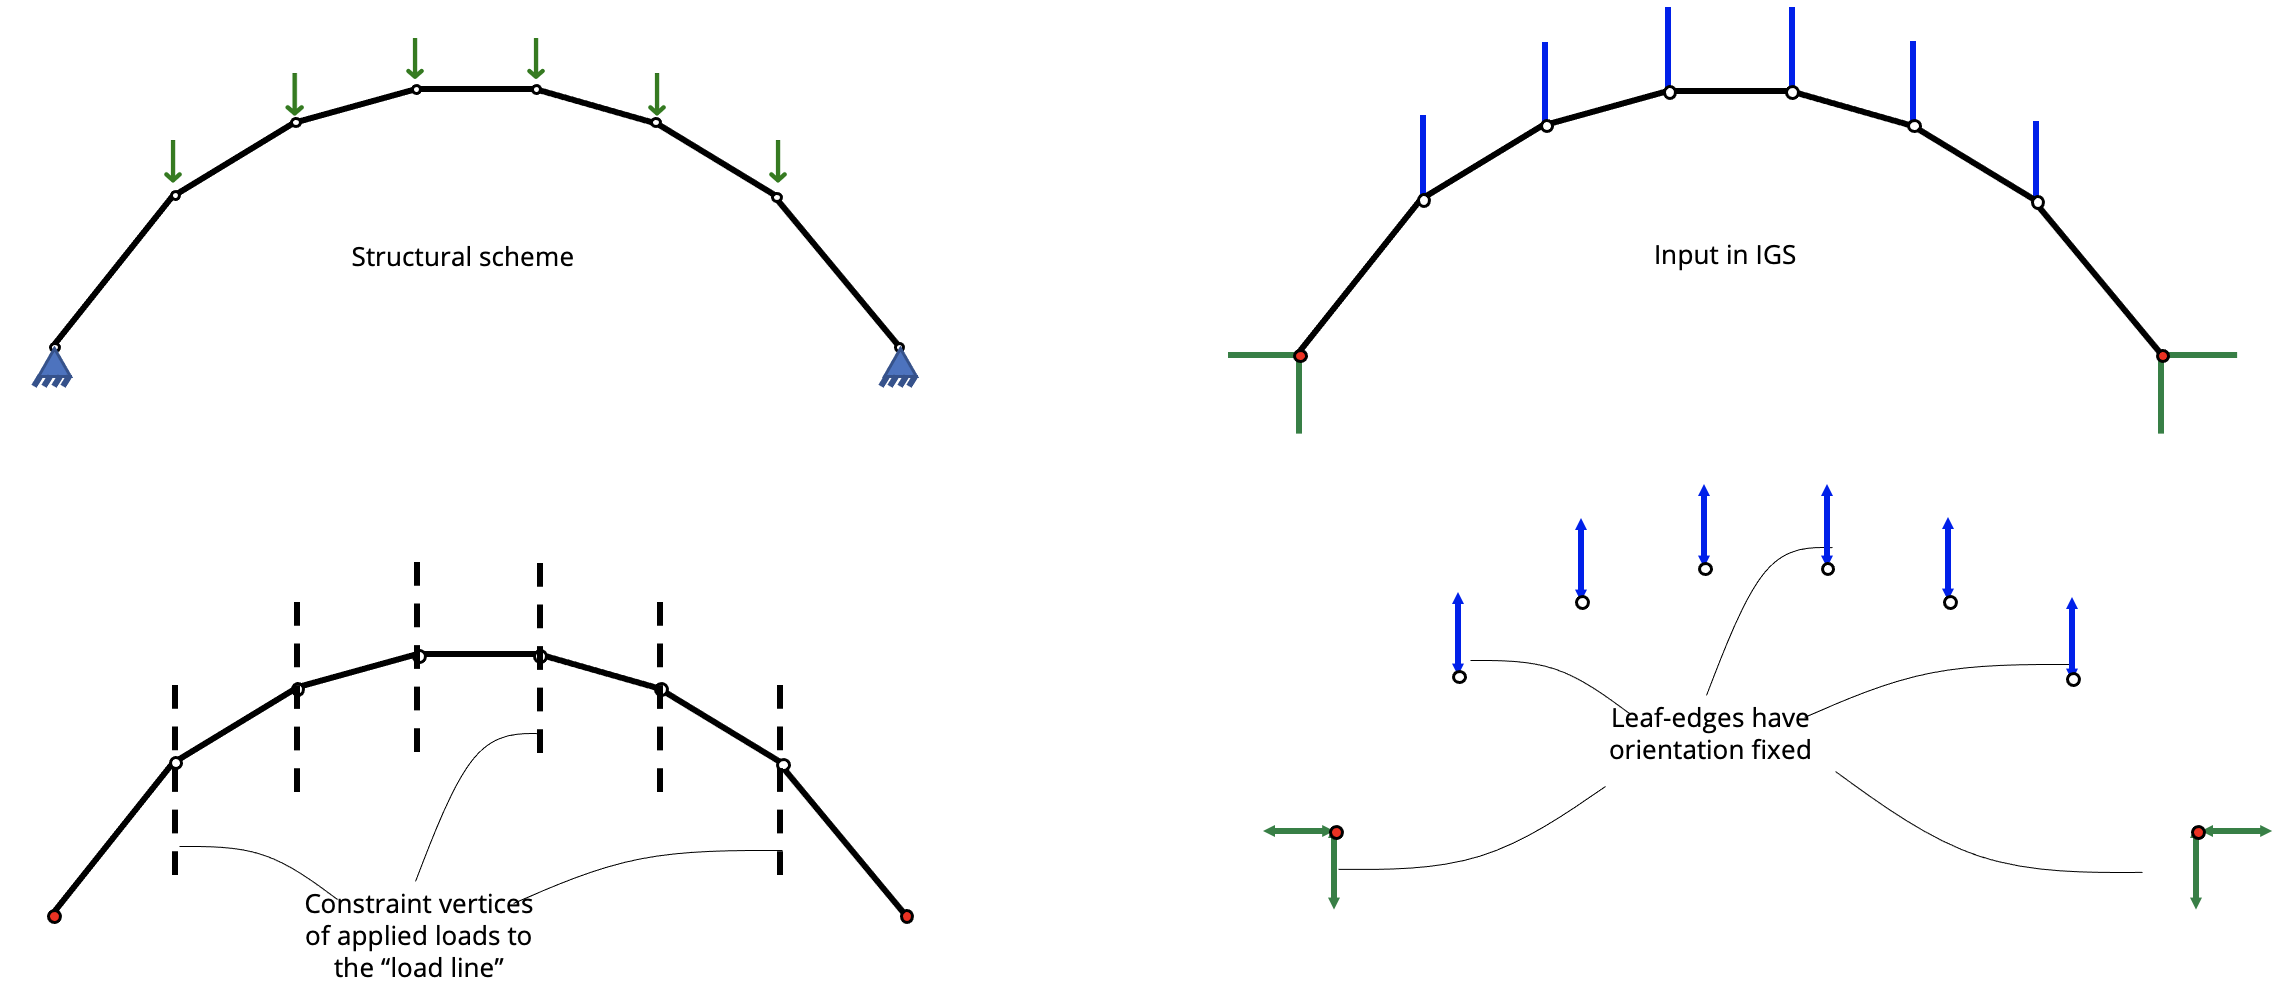 Structural scheme
Input in IGS
Leaf-edges have
orientation fixed
Constraint vertices
of applied loads to
the “load line”